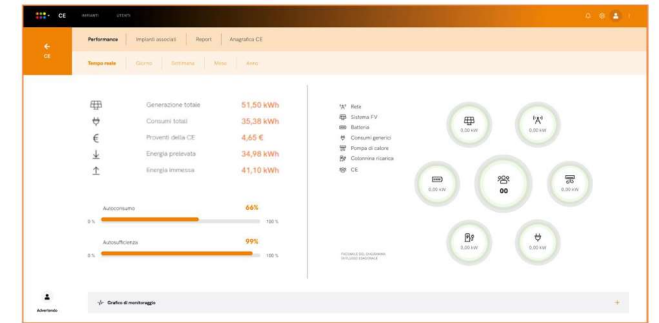 CE IMPIANTI UTENTI
CE
Performance Impianti associati Report Anagrafica CE
Tempo reale Giorno Settimana Mese Anno
Generazione totale 51,50 kWh
Consumi totali 35,38 kWh
€ Proventi della CE 4,65 €
Energia prelevata 34,98 kWh
Energia immessa 41,10 kWh
Autoconsumo 66%
0 % 100 %
Autosufficienza 99%
0 % 100 %
Rete
Sistema FV
Batteria
Consumi generici
Pompa di calore
Colonnina ricarica
CE
0,00 kW
0,00 kW
0,00 kW
00
0,00 kW
0,00 kW
0,00 kW
Grafico di monitoraggio +